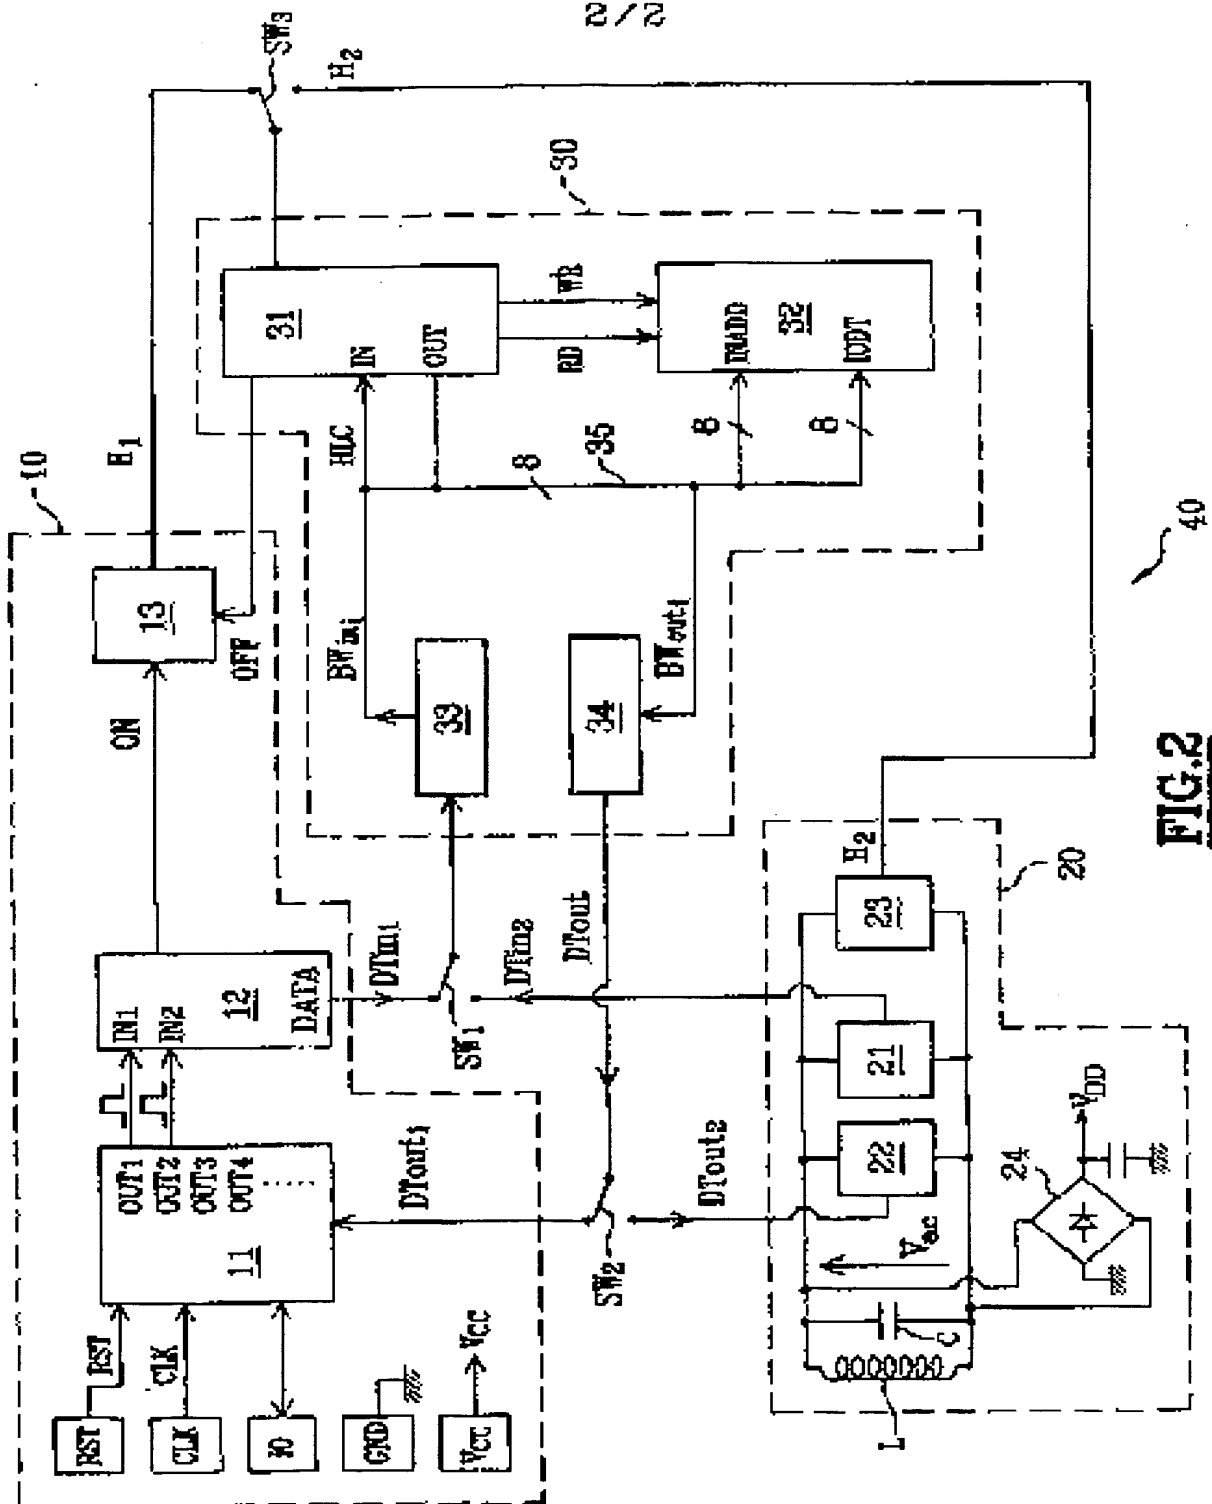 2/2
10
RST
RST
CLK
CLK
IO
GND
VCC
VCC
11
OUT1
OUT2
OUT3
OUT4
IN1
IN2
12
DATA
ON
13
OFF
H1
SW3
H2
30
31
IN
OUT
HLC
WR
RD
INADD
32
IODT
8
8
8
35
BWin1
33
34
BWout1
DTin1
SW1
DTin2
DTout
DTout1
SW2
DTout2
20
H2
23
21
22
24
VDD
Vac
C
L
40
FIG.2